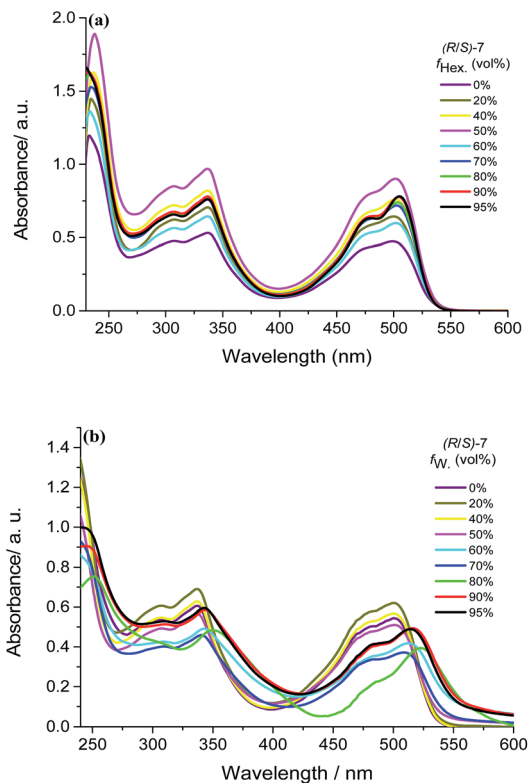 (a)
(R/S)-7
fHex. (vol%)
0%
20%
40%
50%
60%
70%
80%
90%
95%
Absorbance/ a.u.
2.0
1.5
1.0
0.5
0.0
250 300 350 400 450 500 550 600
Wavelength (nm)
(b)
(R/S)-7
fW. (vol%)
0%
20%
40%
50%
60%
70%
80%
90%
95%
Absorbance/ a. u.
1.4
1.2
1.0
0.8
0.6
0.4
0.2
0.0
250 300 350 400 450 500 550 600
Wavelength / nm